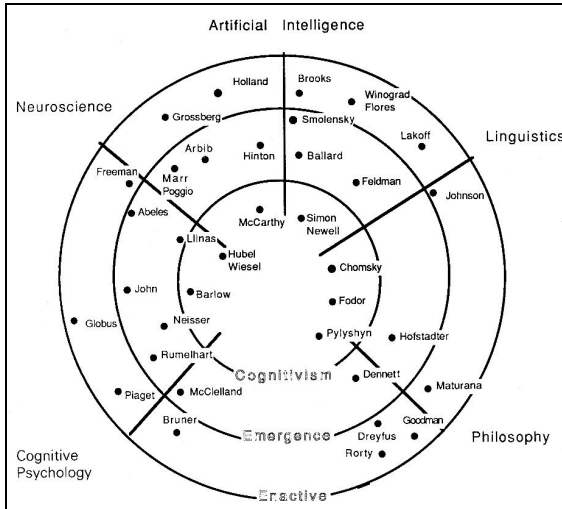 Artificial Intelligence
Holland
Brooks
Winograd
Flores
Neuroscience
Grossberg
Smolensky
Lakoff
Linguistics
Arbib
Hinton
Ballard
Freeman
Marr
Poggio
Feldman
Johnson
Abeles
McCarthy
Simon
Newell
Llinas
Hubel
Wiesel
Chomsky
John
Barlow
Fodor
Globus
Neisser
Pylyshyn
Hofstadter
Rumelhart
Cognitivism
Dennett
Piaget
McClelland
Maturana
Bruner
Emergence
Dreyfus
Goodman
Philosophy
Rorty
Cognitive
Psychology
Enactive